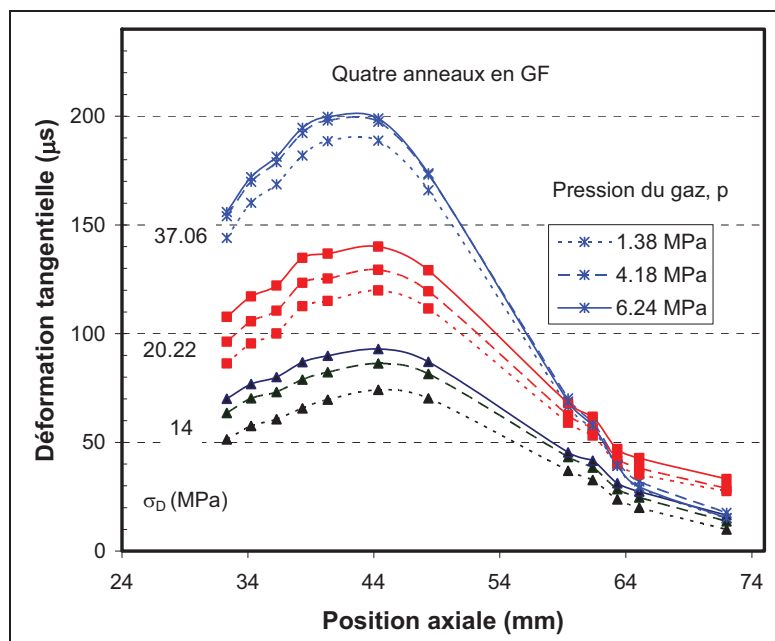 Quatre anneaux en GF
Déformation tangentielle (μs)
200
150
100
50
0
37.06
20.22
14
σD (MPa)
Pression du gaz, p
1.38 MPa
4.18 MPa
6.24 MPa
24 34 44 54 64 74
Position axiale (mm)